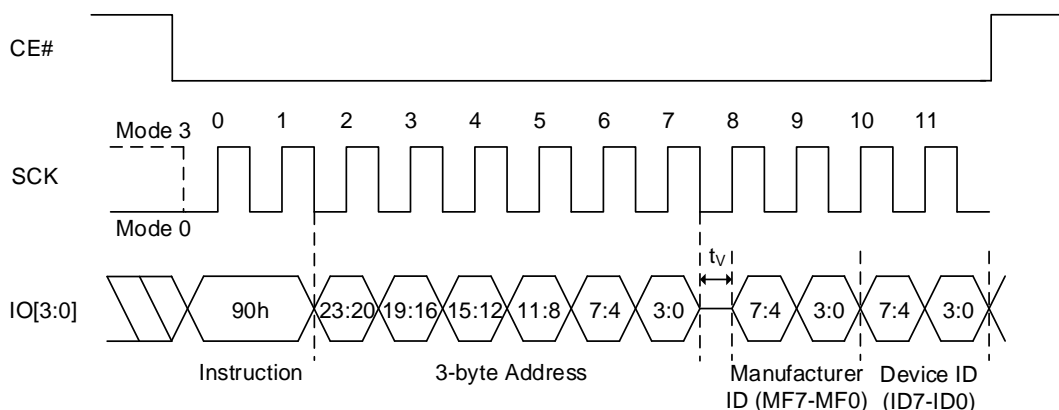 CE#
0 1 2 3 4 5 6 7 8 9 10 11
Mode 3
SCK
Mode 0
tV
IO[3:0] 90h 23:20 19:16 15:12 11:8 7:4 3:0 7:4 3:0 7:4 3:0
Instruction 3-byte Address Manufacturer Device ID
ID (MF7-MF0) (ID7-ID0)